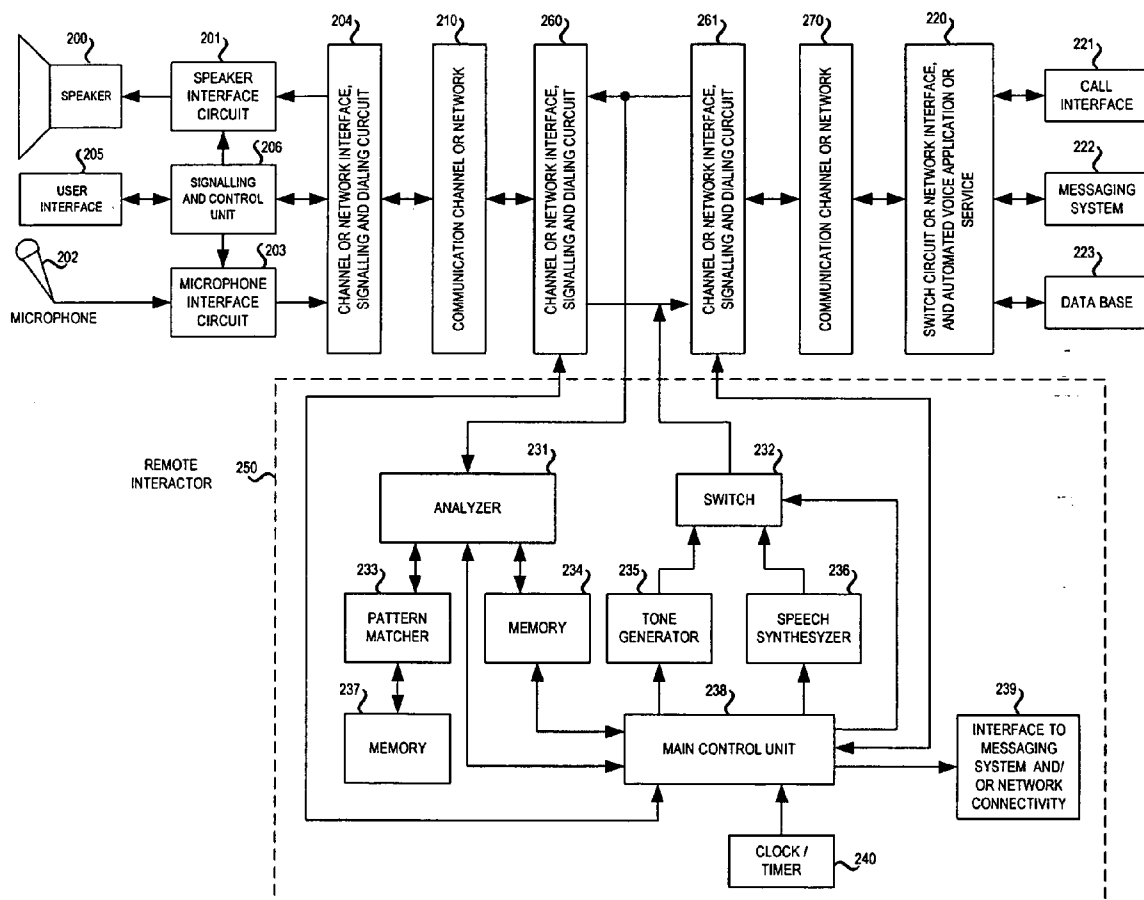 200
SPEAKER
201
SPEAKER
INTERFACE
CIRCUIT
205
USER
INTERFACE
206
SIGNALLING
AND CONTROL
UNIT
202
MICROPHONE
203
MICROPHONE
INTERFACE
CIRCUIT
204
CHANNEL OR NETWORK INTERFACE,
SIGNALLING AND DIALING CURCUIT
210
COMMUNICATION CHANNEL OR NETWORK
260
CHANNEL OR NETWORK INTERFACE,
SIGNALLING AND DIALING CURCUIT
261
CHANNEL OR NETWORK INTERFACE,
SIGNALLING AND DIALING CURCUIT
270
COMMUNICATION CHANNEL OR NETWORK
220
SWITCH CIRCUIT OR NETWORK INTERFACE,
AND AUTOMATED VOICE APPLICATION OR
SERVICE
221
CALL
INTERFACE
222
MESSAGING
SYSTEM
223
DATA BASE
REMOTE
INTERACTOR
250
231
ANALYZER
232
SWITCH
233
PATTERN
MATCHER
234
MEMORY
235
TONE
GENERATOR
236
SPEECH
SYNTHESYZER
237
MEMORY
238
MAIN CONTROL UNIT
239
INTERFACE TO
MESSAGING
SYSTEM AND/
OR NETWORK
CONNECTIVITY
CLOCK /
TIMER
240